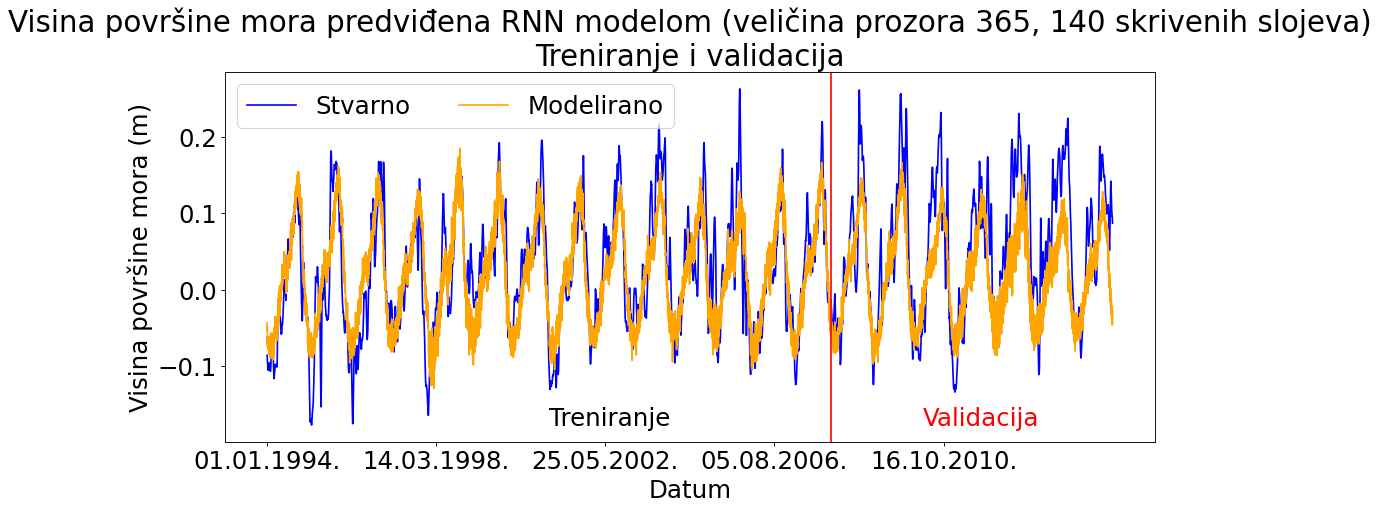 Visina površine mora predviđena RNN modelom (veličina prozora 365, 140 skrivenih slojeva)
Treniranje i validacija
Stvarno
Modelirano
Visina površine mora (m)
0.2
0.1
0.0
−0.1
Treniranje
Validacija
01.01.1994.
14.03.1998.
25.05.2002.
05.08.2006.
16.10.2010.
Datum